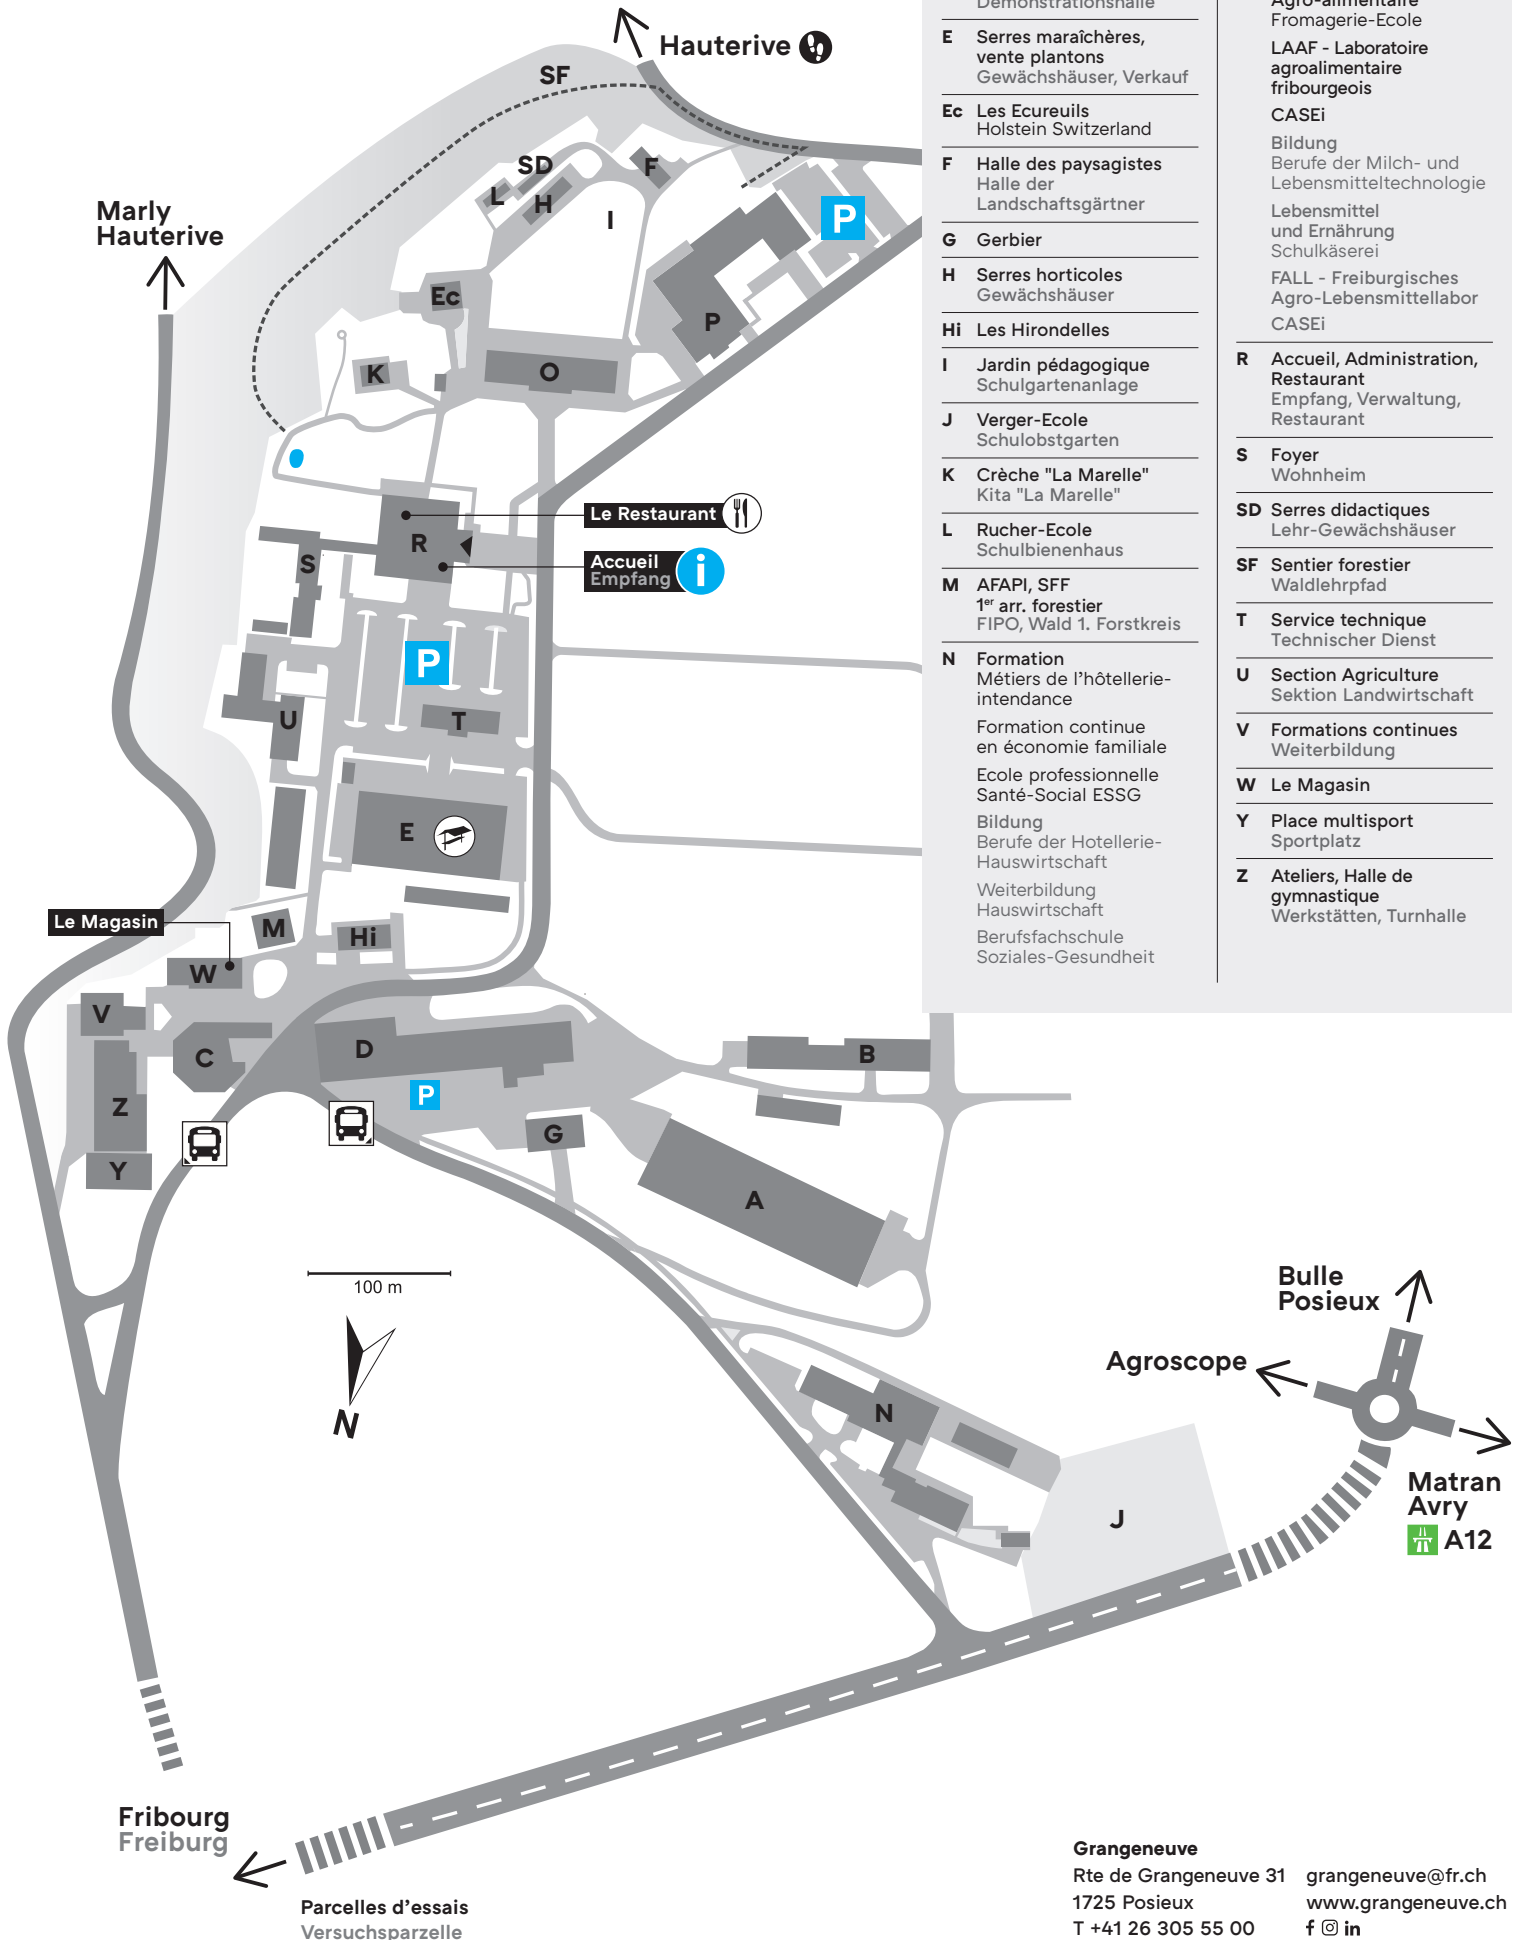 Hauterive
SF
SD
F
L
H
I
P
Marly
Hauterive
Ec
P
K
O
Le Restaurant
R
Accueil
Empfang
i
S
P
U
T
E
Le Magasin
M
Hi
W
V
C
D
B
P
Z
G
Y
A
100 m
N
Bulle
Posieux
Agroscope
N
Matran
Avry
A12
J
Fribourg
Freiburg
Parcelles d'essais
Versuchsparzelle
Demonstrationshalle
E Serres maraîchères,
vente plantons
Gewächshäuser, Verkauf
Ec Les Ecureuils
Holstein Switzerland
F Halle des paysagistes
Halle der
Landschaftsgärtner
G Gerbier
H Serres horticoles
Gewächshäuser
Hi Les Hirondelles
I Jardin pédagogique
Schulgartenanlage
J Verger-Ecole
Schulobstgarten
K Crèche "La Marelle"
Kita "La Marelle"
L Rucher-Ecole
Schulbienenhaus
M AFAPI, SFF
1er arr. forestier
FIPO, Wald 1. Forstkreis
N Formation
Métiers de l'hôtellerie-
intendance
Formation continue
en économie familiale
Ecole professionnelle
Santé-Social ESSG
Bildung
Berufe der Hotellerie-
Hauswirtschaft
Weiterbildung
Hauswirtschaft
Berufsfachschule
Soziales-Gesundheit
Agro-alimentaire
Fromagerie-Ecole
LAAF - Laboratoire
agroalimentaire
fribourgeois
CASEi
Bildung
Berufe der Milch- und
Lebensmitteltechnologie
Lebensmittel
und Ernährung
Schulkäserei
FALL - Freiburgisches
Agro-Lebensmittellabor
CASEi
R Accueil, Administration,
Restaurant
Empfang, Verwaltung,
Restaurant
S Foyer
Wohnheim
SD Serres didactiques
Lehr-Gewächshäuser
SF Sentier forestier
Waldlehrpfad
T Service technique
Technischer Dienst
U Section Agriculture
Sektion Landwirtschaft
V Formations continues
Weiterbildung
W Le Magasin
Y Place multisport
Sportplatz
Z Ateliers, Halle de
gymnastique
Werkstätten, Turnhalle
Grangeneuve
Rte de Grangeneuve 31 grangeneuve@fr.ch
1725 Posieux www.grangeneuve.ch
T +41 26 305 55 00